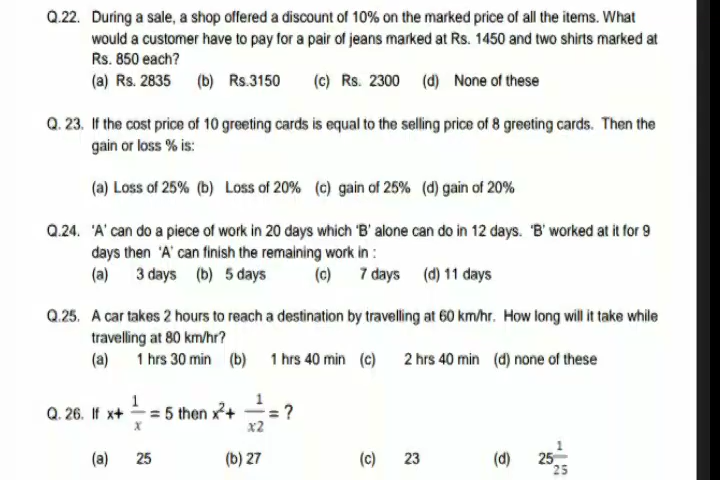 Q.22. During a sale, a shop offered a discount of 10% on the marked price of all the items. What
would a customer have to pay for a pair of jeans marked at Rs. 1450 and two shirts marked at
Rs. 850 each?
(a) Rs. 2835 (b) Rs.3150 (c) Rs. 2300 (d) None of these
Q. 23. If the cost price of 10 greeting cards is equal to the selling price of 8 greeting cards. Then the
gain or loss % is:
(a) Loss of 25% (b) Loss of 20% (c) gain of 25% (d) gain of 20%
Q.24. 'A' can do a piece of work in 20 days which 'B' alone can do in 12 days. 'B' worked at it for 9
days then 'A' can finish the remaining work in :
(a) 3 days (b) 5 days (c) 7 days (d) 11 days
Q.25. A car takes 2 hours to reach a destination by travelling at 60 km/hr. How long will it take while
travelling at 80 km/hr?
(a) 1 hrs 30 min (b) 1 hrs 40 min (c) 2 hrs 40 min (d) none of these
Q. 26. If x+ 1/x = 5 then x²+ 1/x2 = ?
(a) 25 (b) 27 (c) 23 (d) 25 1/25